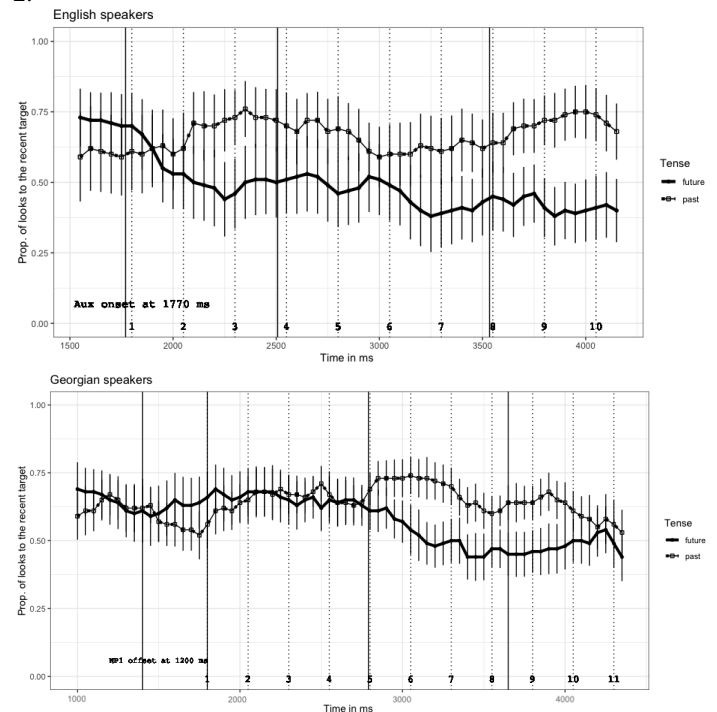 English speakers
Prop. of looks to the recent target
1.00
0.75
0.50
0.25
0.00
Aux onset at 1770 ms
1 2 3 4 5 6 7 8 9 10
1500 2000 2500 3000 3500 4000
Time in ms
Tense
future
past
Georgian speakers
Prop. of looks to the recent target
1.00
0.75
0.50
0.25
0.00
NP1 offset at 1200 ms
1 2 3 4 5 6 7 8 9 10 11
1000 2000 3000 4000
Time in ms
Tense
future
past